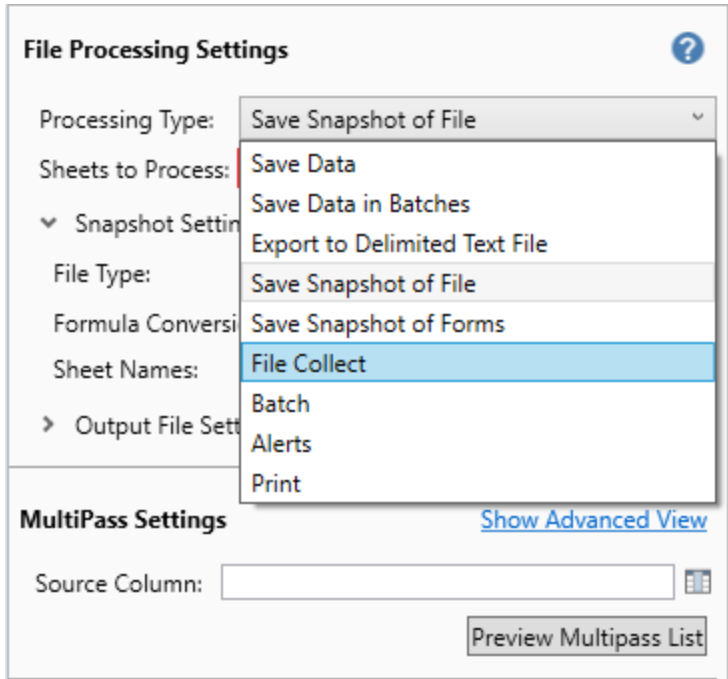 File Processing Settings
?
Processing Type: Save Snapshot of File
Sheets to Process: Save Data
Save Data in Batches
Snapshot Settin
Export to Delimited Text File
File Type: Save Snapshot of File
Formula Conversi Save Snapshot of Forms
Sheet Names: File Collect
Batch
Output File Sett
Alerts
Print
MultiPass Settings Show Advanced View
Source Column:
Preview Multipass List